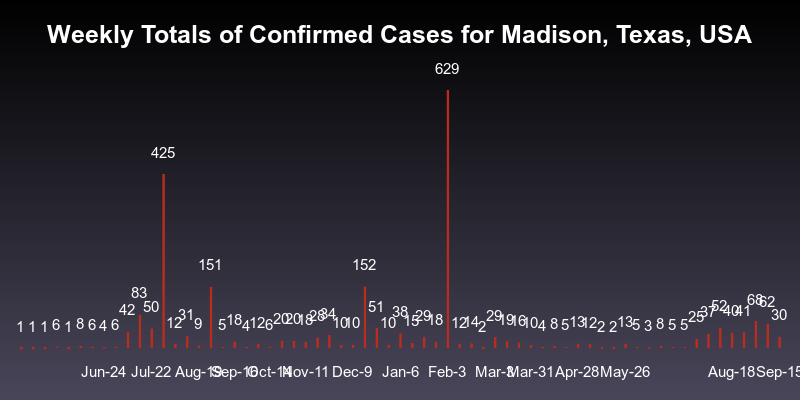 Weekly Totals of Confirmed Cases for Madison, Texas, USA
629
425
151 152
83 68
42 50 31 51 38 37 52 40 41 62
1 1 1 6 1 8 6 4 6 12 9 5 18 4 12 6 20 20 18 28 34 10 10 10 15 29 18 12 14 2 29 19 16 10 4 8 5 13 12 2 2 13 5 3 8 5 5 25 30
Jun-24 Jul-22 Aug-19 Oct-14 Nov-11 Dec-9 Jan-6 Feb-3 Mar-31 Apr-28 May-26 Aug-18 Sep-15